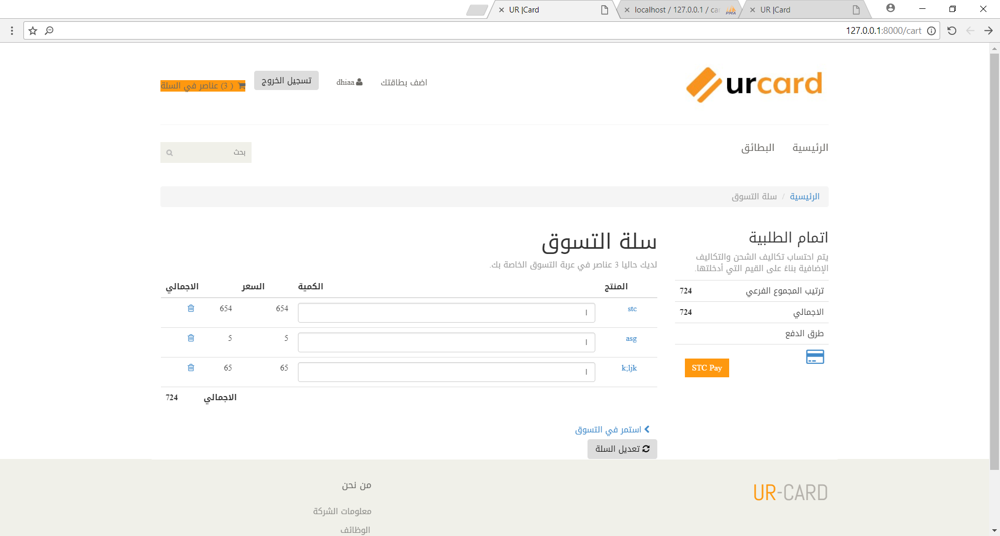 UR |Card
localhost / 127.0.0.1 / ca
PMA
UR |Card
127.0.0.1:8000/cart
urcard
اضف بطاقتك
dhiaa
تسجيل الخروج
( 3) عناصر في السلة
الرئيسية
البطائق
بحث
الرئيسية / سلة التسوق
اتمام الطلبية
يتم احتساب تكاليف الشحن والتكاليف
الإضافية بناءً على القيم التي أدخلتها.
ترتيب المجموع الفرعي 724
الاجمالي 724
طرق الدفع
STC Pay
سلة التسوق
لديك حاليا 3 عناصر في عربة التسوق الخاصة بك.
المنتج الكمية السعر الاجمالي
stc 1 654 654
asg 1 5 5
k;ljk 1 65 65
الاجمالي 724
استمر في التسوق
تعديل السلة
UR-CARD
من نحن
معلومات الشركة
الوظائف